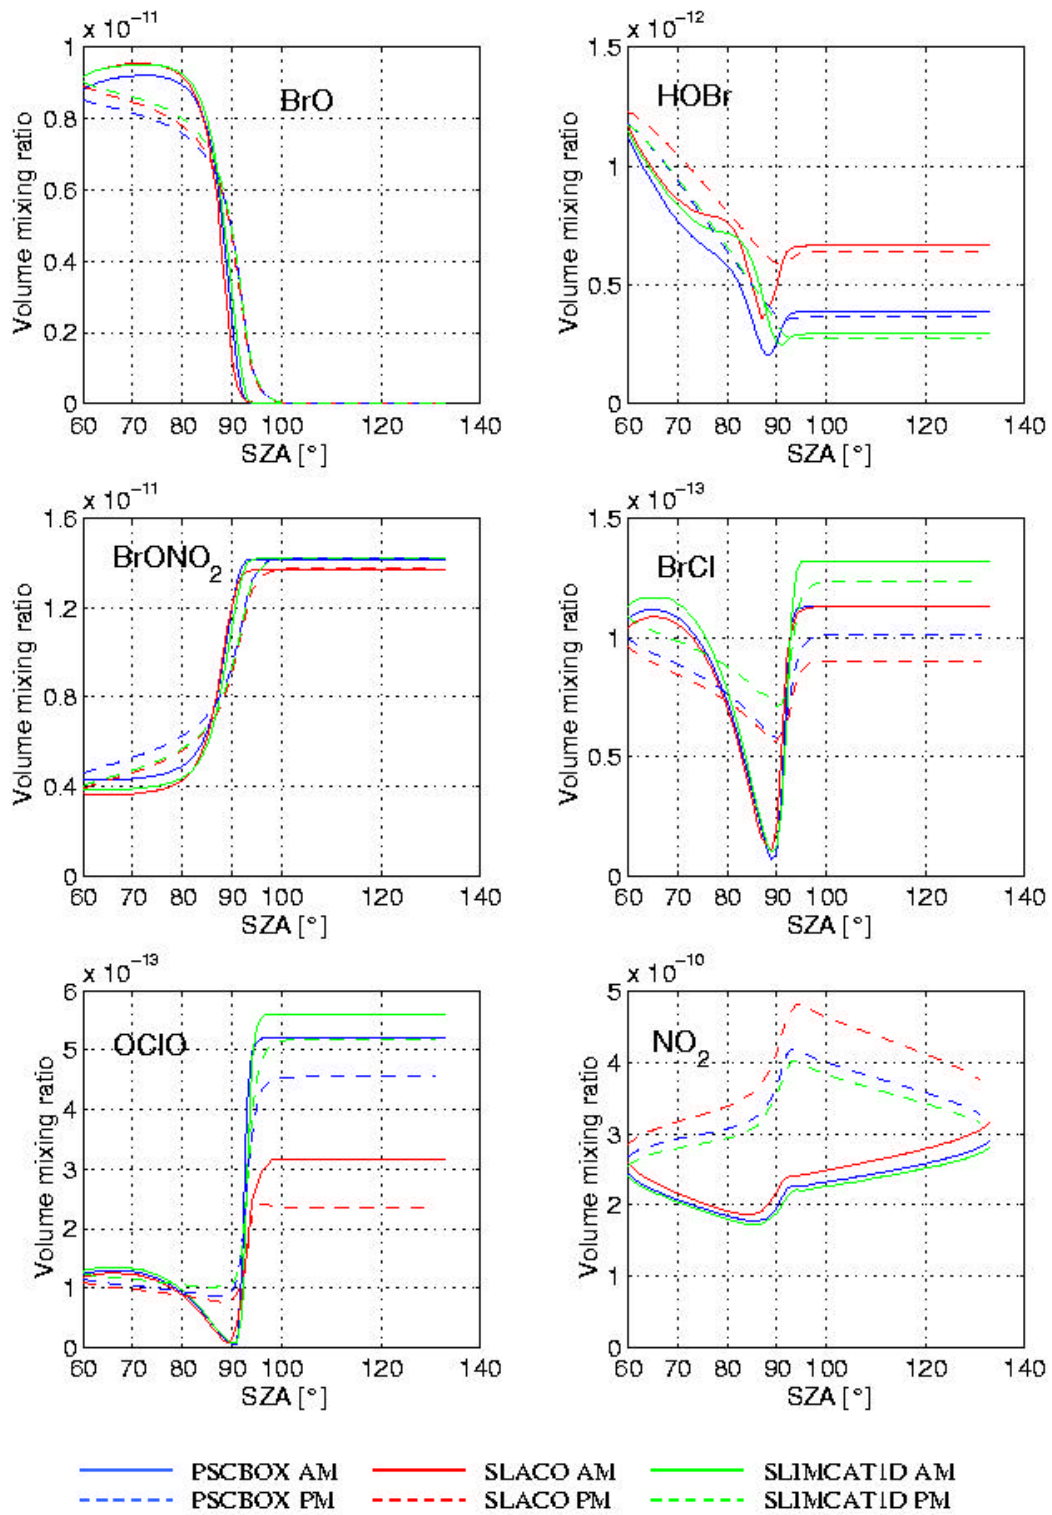 x 10⁻¹¹
1
0.8
0.6
0.4
0.2
0
Volume mixing ratio
BrO
60 70 80 90 100 120 140
SZA [°]
x 10⁻¹²
1.5
1
0.5
0
Volume mixing ratio
HOBr
60 70 80 90 100 120 140
SZA [°]
x 10⁻¹¹
1.6
1.2
0.8
0.4
0
Volume mixing ratio
BrONO₂
60 70 80 90 100 120 140
SZA [°]
x 10⁻¹³
1.5
1
0.5
0
Volume mixing ratio
BrCl
60 70 80 90 100 120 140
SZA [°]
x 10⁻¹³
6
5
4
3
2
1
0
Volume mixing ratio
OClO
60 70 80 90 100 120 140
SZA [°]
x 10⁻¹⁰
5
4
3
2
1
0
Volume mixing ratio
NO₂
60 70 80 90 100 120 140
SZA [°]
PSCBOX AM SLACO AM SLIMCAT1D AM
PSCBOX PM SLACO PM SLIMCAT1D PM